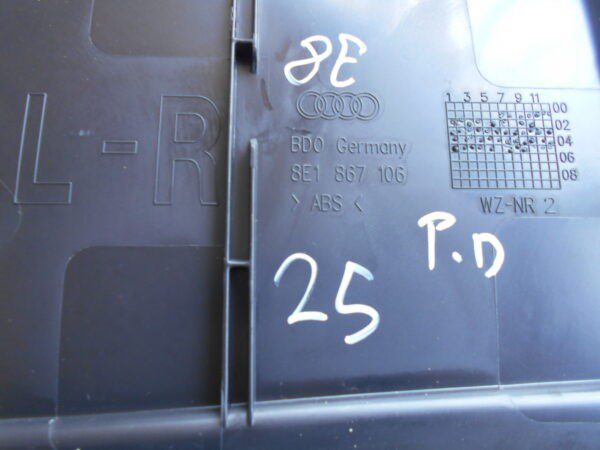 8E
1 3 5 7 9 11
00
02
04
06
08
L-R
BDO Germany
8E1 867 106
> ABS <
WZ-NR 2
P.D
25